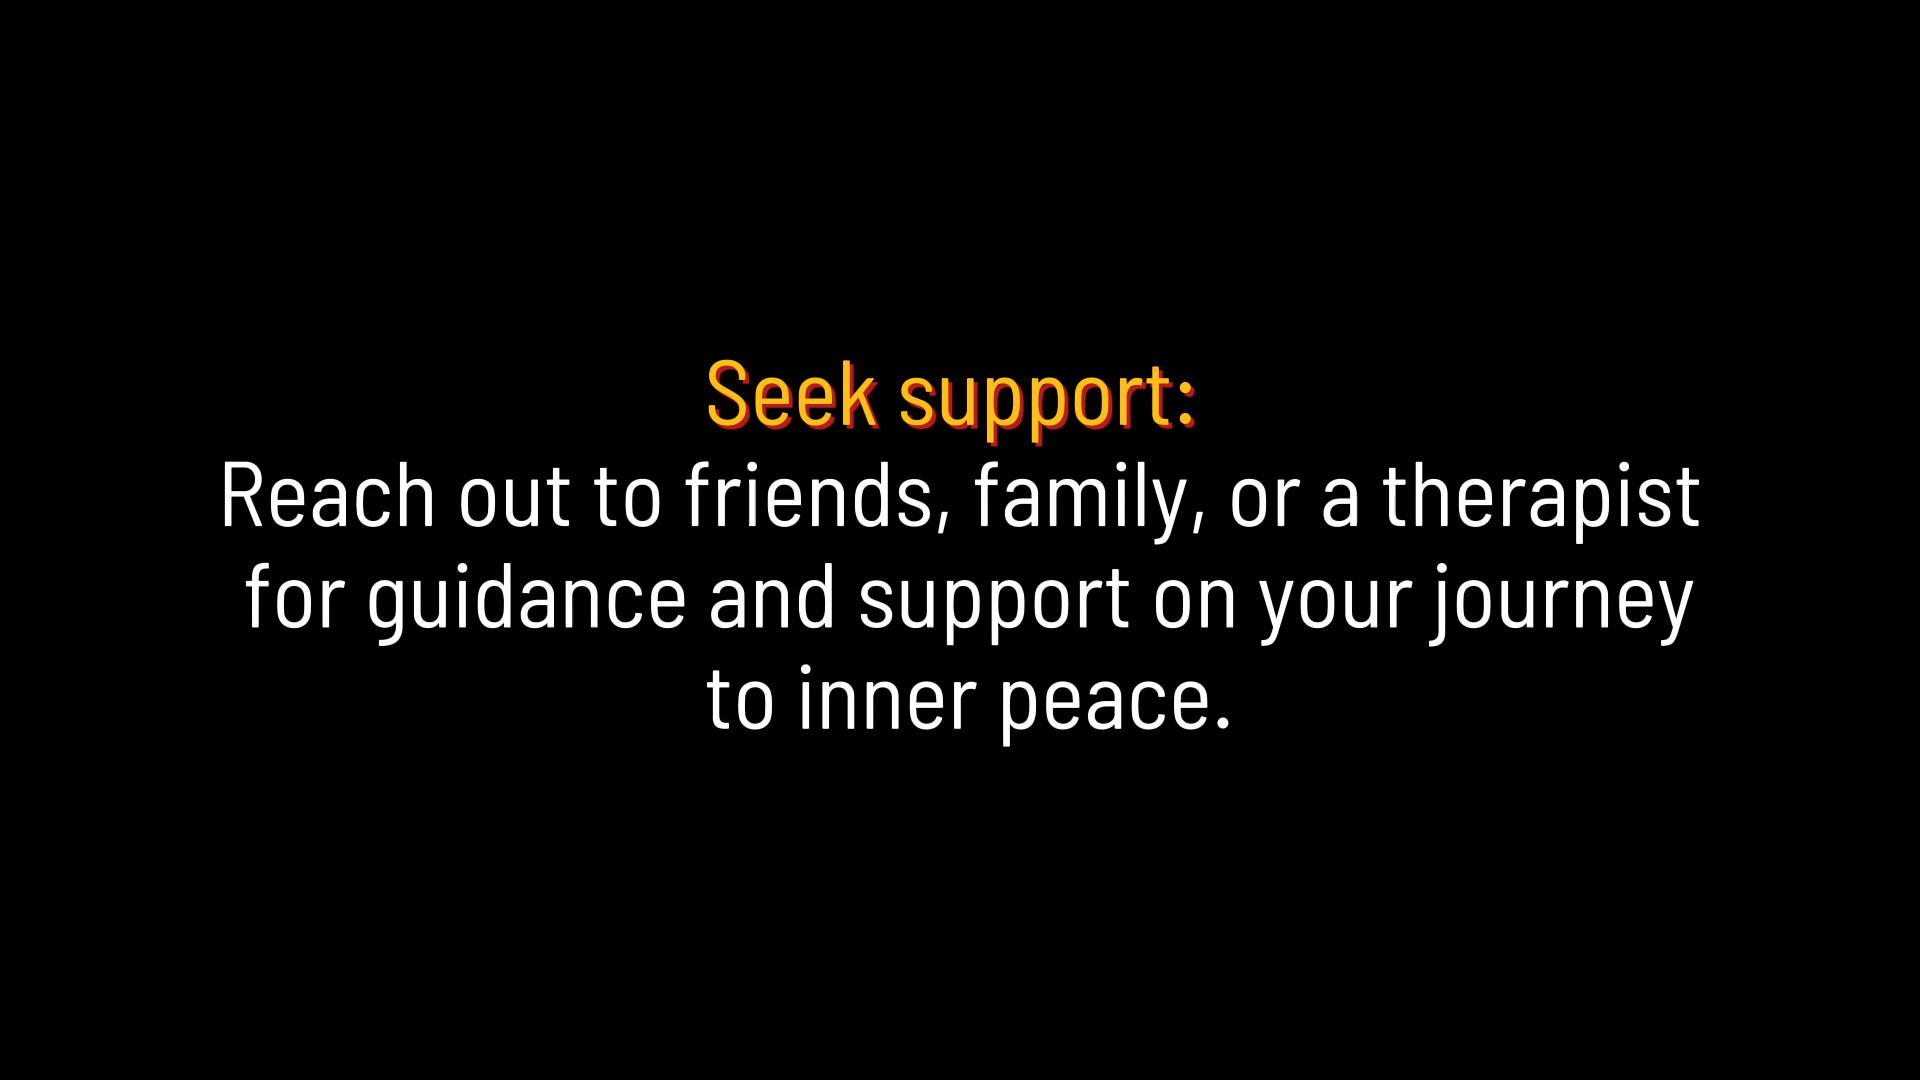 Seek support:
Reach out to friends, family, or a therapist
for guidance and support on your journey
to inner peace.